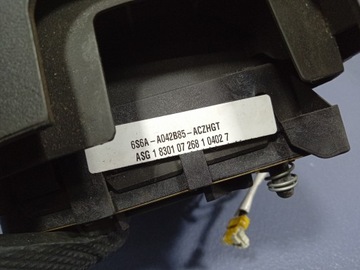 6S6A-A042B85-ACZHGT
ASG 1 8301 07 268 1 0402 7